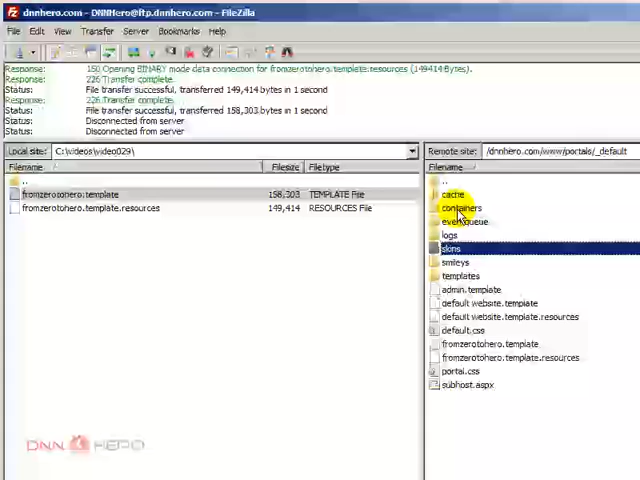 dnnhero.com - DNNHero@ftp.dnnhero.com - FileZilla
File Edit View Transfer Server Bookmarks Help
Response: 150 Opening BINARY mode data connection for fromzerotohero.template.resources (149414 Bytes).
Response: 226 Transfer complete.
Status: File transfer successful, transferred 149,414 bytes in 1 second
Response: 226 Transfer complete.
Status: File transfer successful, transferred 158,303 bytes in 1 second
Status: Disconnected from server
Status: Disconnected from server
Local site: C:\videos\video029\
Remote site: /dnnhero.com/www/portals/_default
Filename Filesize Filetype
Filename
..
..
fromzerotohero.template 158,303 TEMPLATE File
cache
fromzerotohero.template.resources 149,414 RESOURCES File
containers
eventqueue
logs
skins
smileys
templates
admin.template
default website.template
default website.template.resources
default.css
fromzerotohero.template
fromzerotohero.template.resources
portal.css
subhost.aspx
DNN HERO